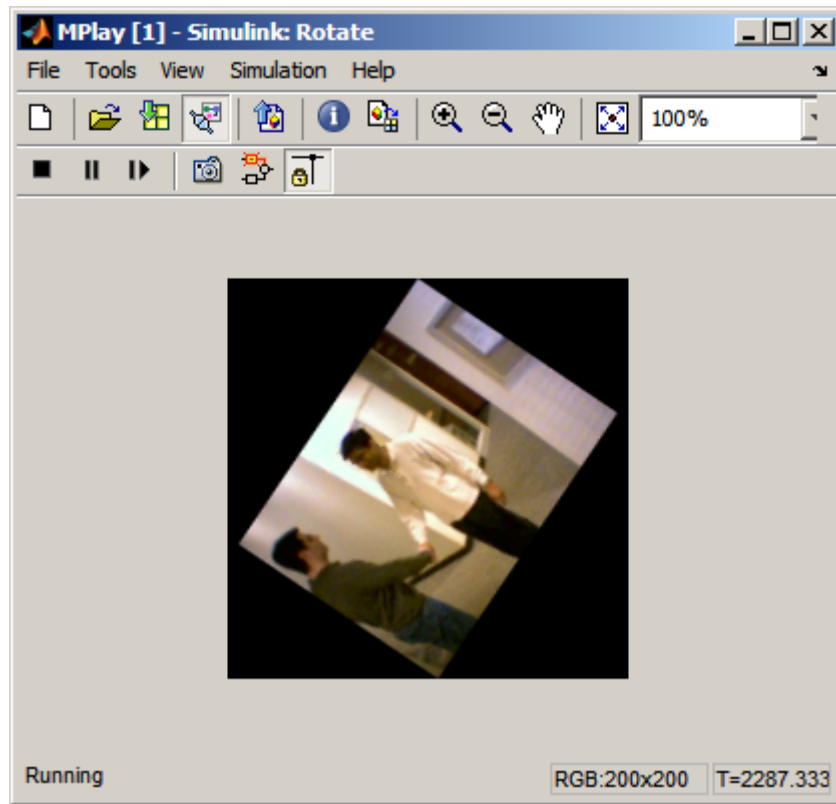 MPlay [1] - Simulink: Rotate
File Tools View Simulation Help
100%
Running RGB:200x200 T=2287.333